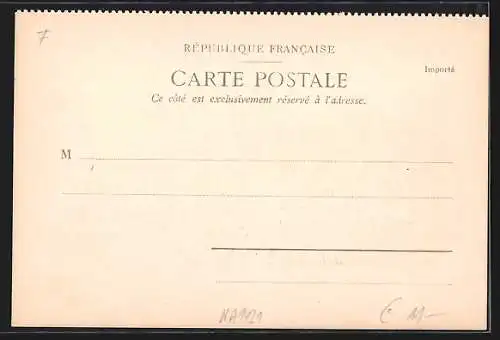 7
RÉPUBLIQUE FRANÇAISE
CARTE POSTALE
Importé
Ce côté est exclusivement réservé à l'adresse.
M